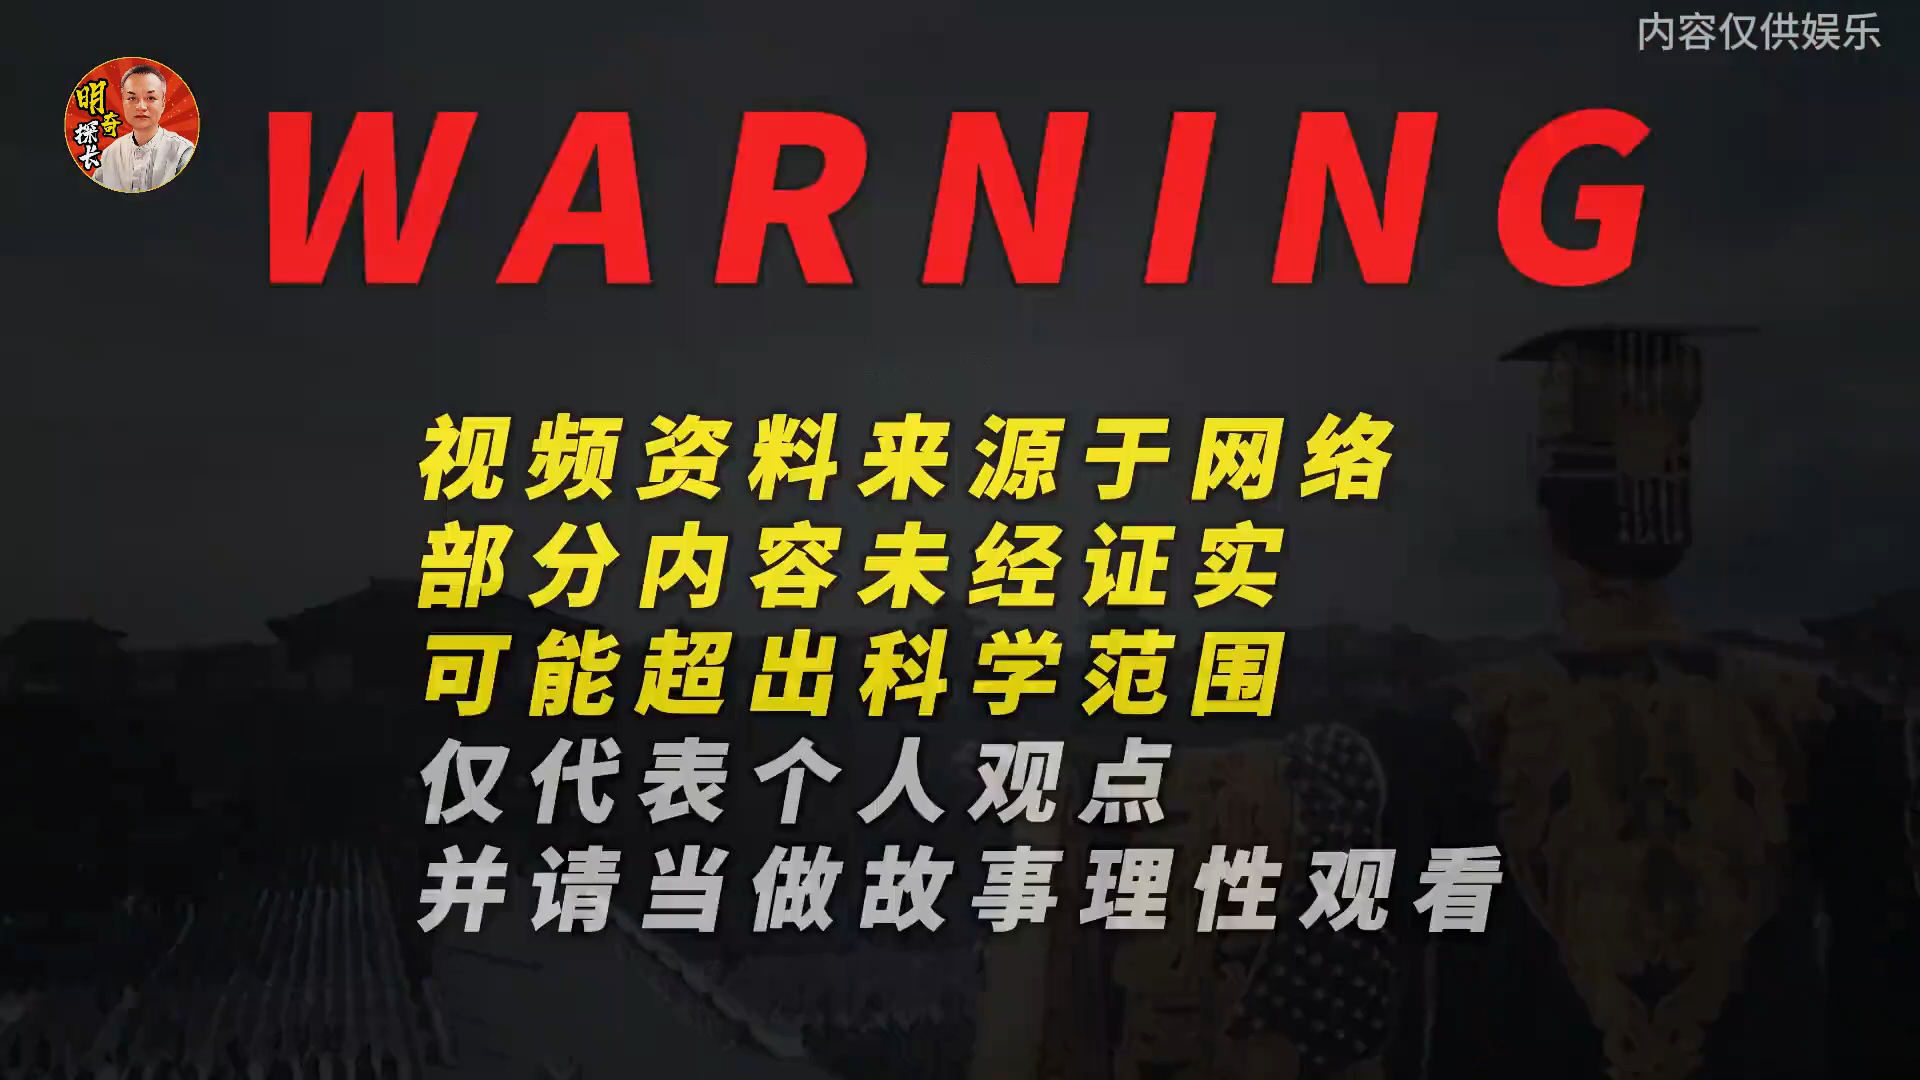 内容仅供娱乐
明奇探长
WARNING
视频资料来源于网络
部分内容未经证实
可能超出科学范围
仅代表个人观点
并请当做故事理性观看